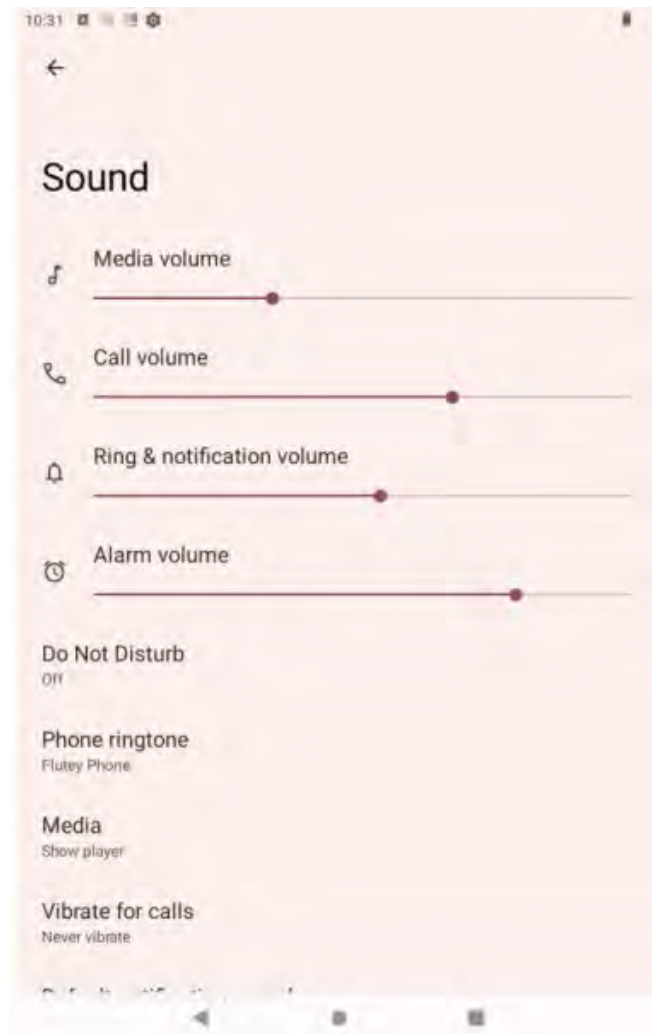 10:31
Sound
Media volume
Call volume
Ring & notification volume
Alarm volume
Do Not Disturb
Off
Phone ringtone
Flutey Phone
Media
Show player
Vibrate for calls
Never vibrate